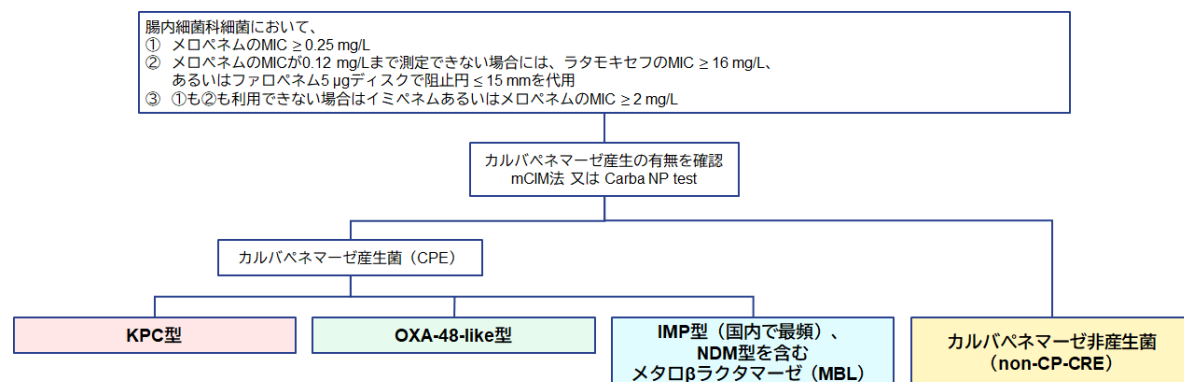 腸内細菌科細菌において、
① メロペネムのMIC ≥ 0.25 mg/L
② メロペネムのMICが0.12 mg/Lまで測定できない場合には、ラタモキセフのMIC ≥ 16 mg/L、
あるいはファロペネム5 µgディスクで阻止円 ≤ 15 mmを代用
③ ①も②も利用できない場合はイミペネムあるいはメロペネムのMIC ≥ 2 mg/L
カルバペネマーゼ産生の有無を確認
mCIM法 又は Carba NP test
カルバペネマーゼ産生菌（CPE）
KPC型
OXA-48-like型
IMP型（国内で最頻）、
NDM型を含む
メタロβラクタマーゼ（MBL）
カルバペネマーゼ非産生菌
（non-CP-CRE）